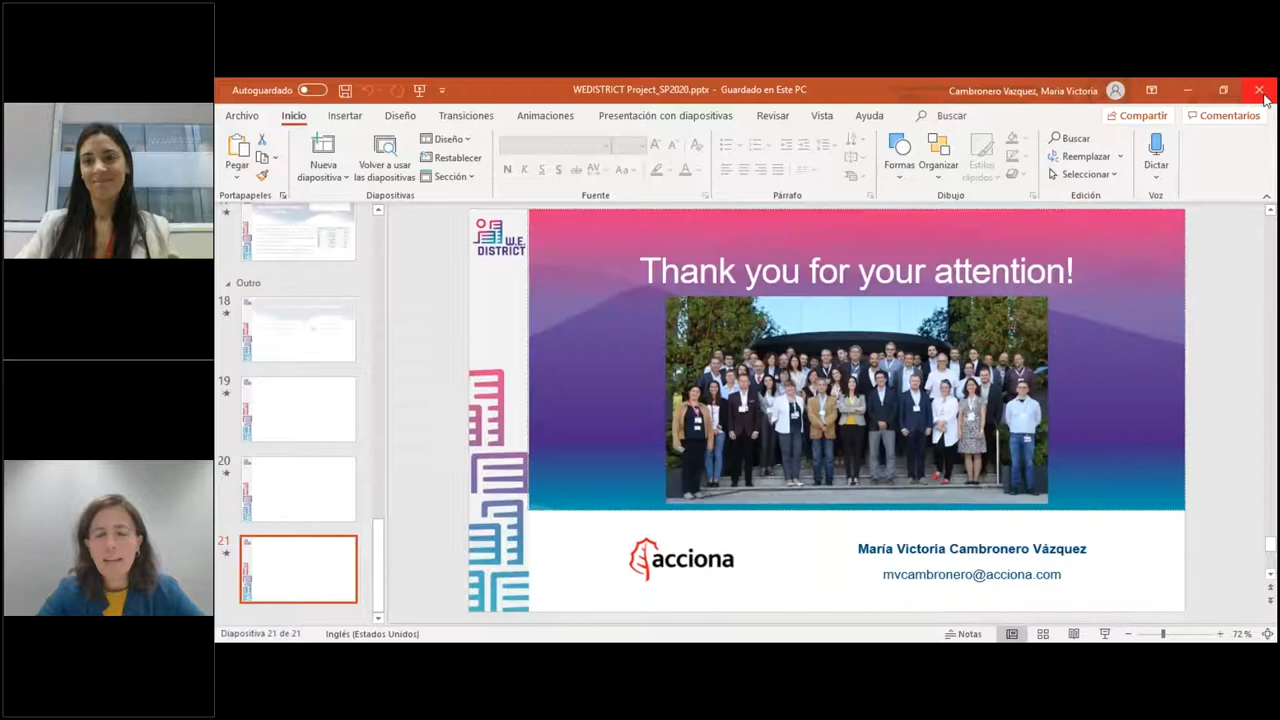 Autoguardado
WEDISTRICT Project_SP2020.pptx - Guardado en Este PC
Cambronero Vazquez, Maria Victoria
Archivo Inicio Insertar Diseño Transiciones Animaciones Presentación con diapositivas Revisar Vista Ayuda Buscar Compartir Comentarios
Pegar
Nueva diapositiva
Volver a usar las diapositivas
Diseño
Restablecer
Sección
N K S S ab AV Aa A
Formas
Organizar
Estilos rápidos
Buscar
Reemplazar
Seleccionar
Dictar
Portapapeles Diapositivas Fuente Párrafo Dibujo Edición Voz
Outro
18
19
20
21
W.E.
DISTRICT
Thank you for your attention!
acciona
María Victoria Cambronero Vázquez
mvcambronero@acciona.com
Diapositiva 21 de 21 Inglés (Estados Unidos) Notas 72 %